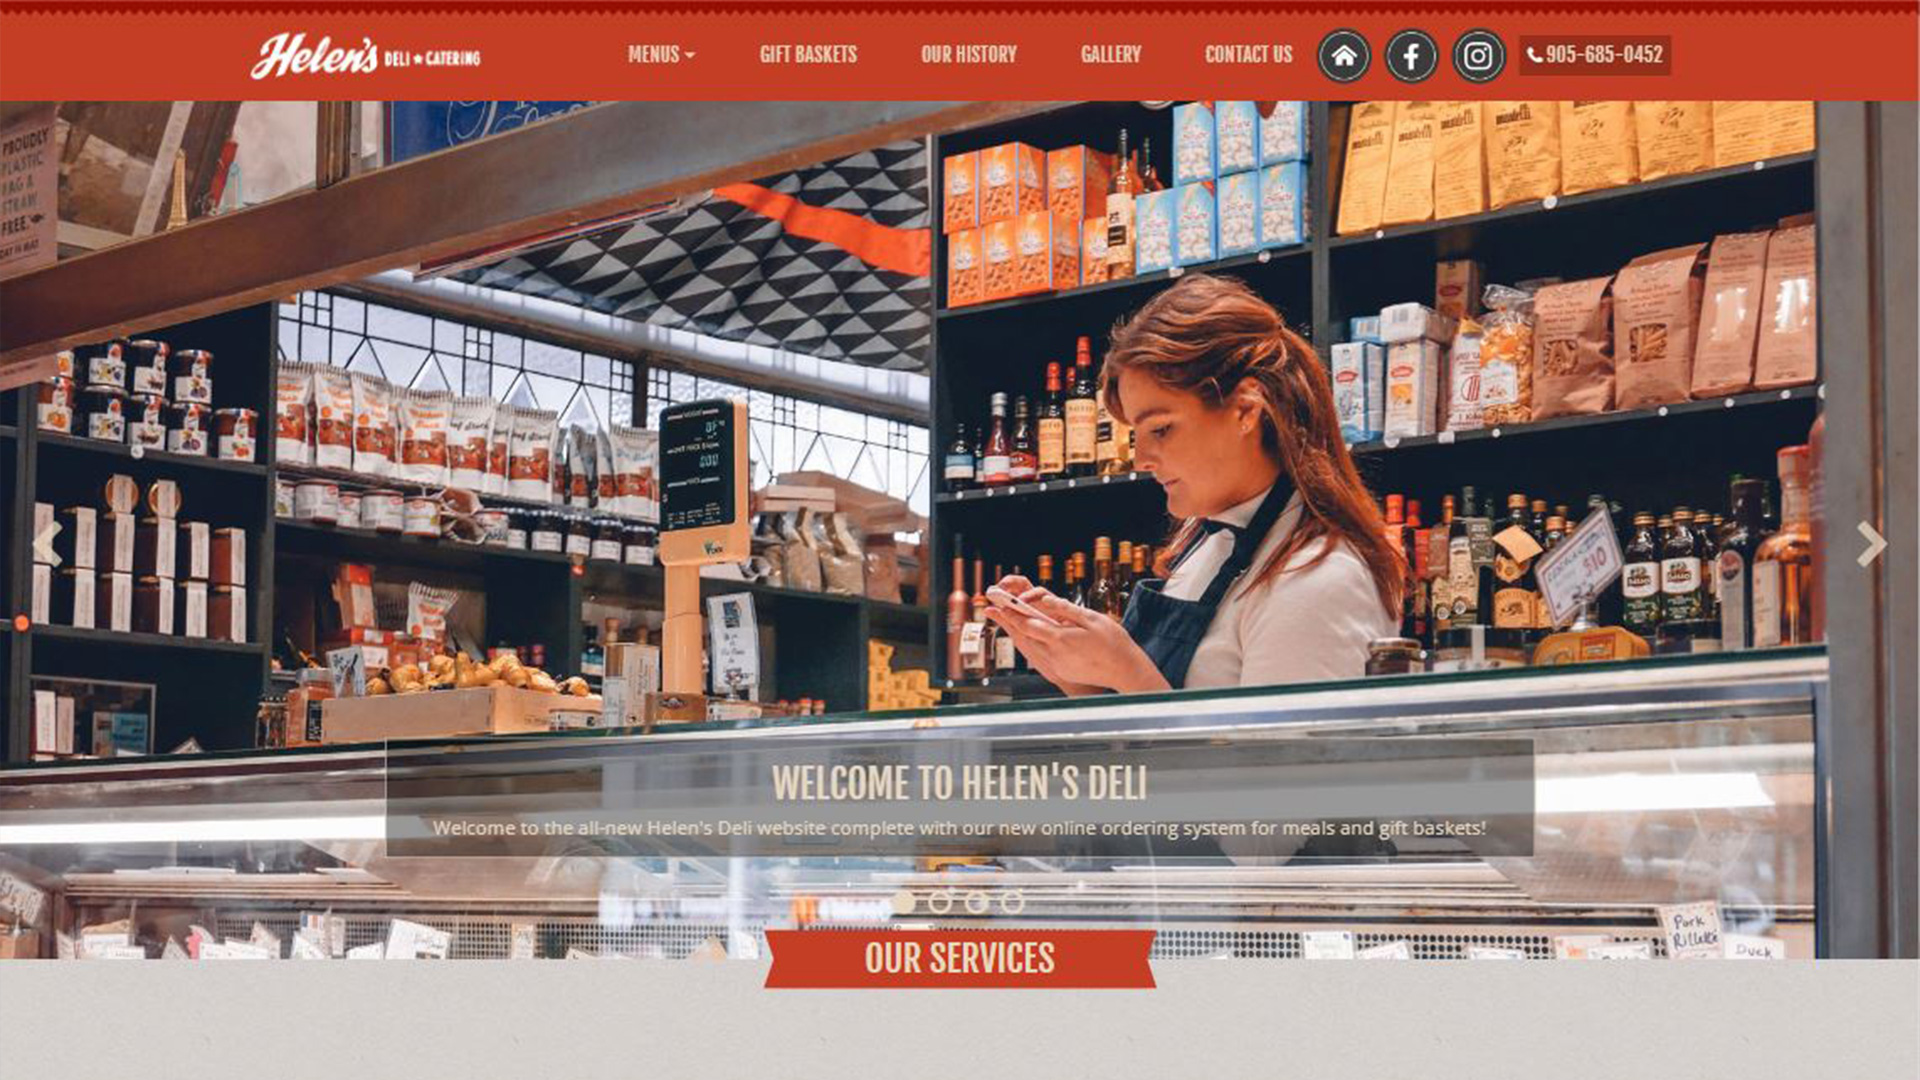 Helen's DELI ★ CATERING
MENUS
GIFT BASKETS
OUR HISTORY
GALLERY
CONTACT US
905-685-0452
PROUDLY
PLASTIC
BAG &
STRAW
FREE.
$10
WELCOME TO HELEN'S DELI
Welcome to the all-new Helen's Deli website complete with our new online ordering system for meals and gift baskets!
Pork
Rillette
Duck
OUR SERVICES